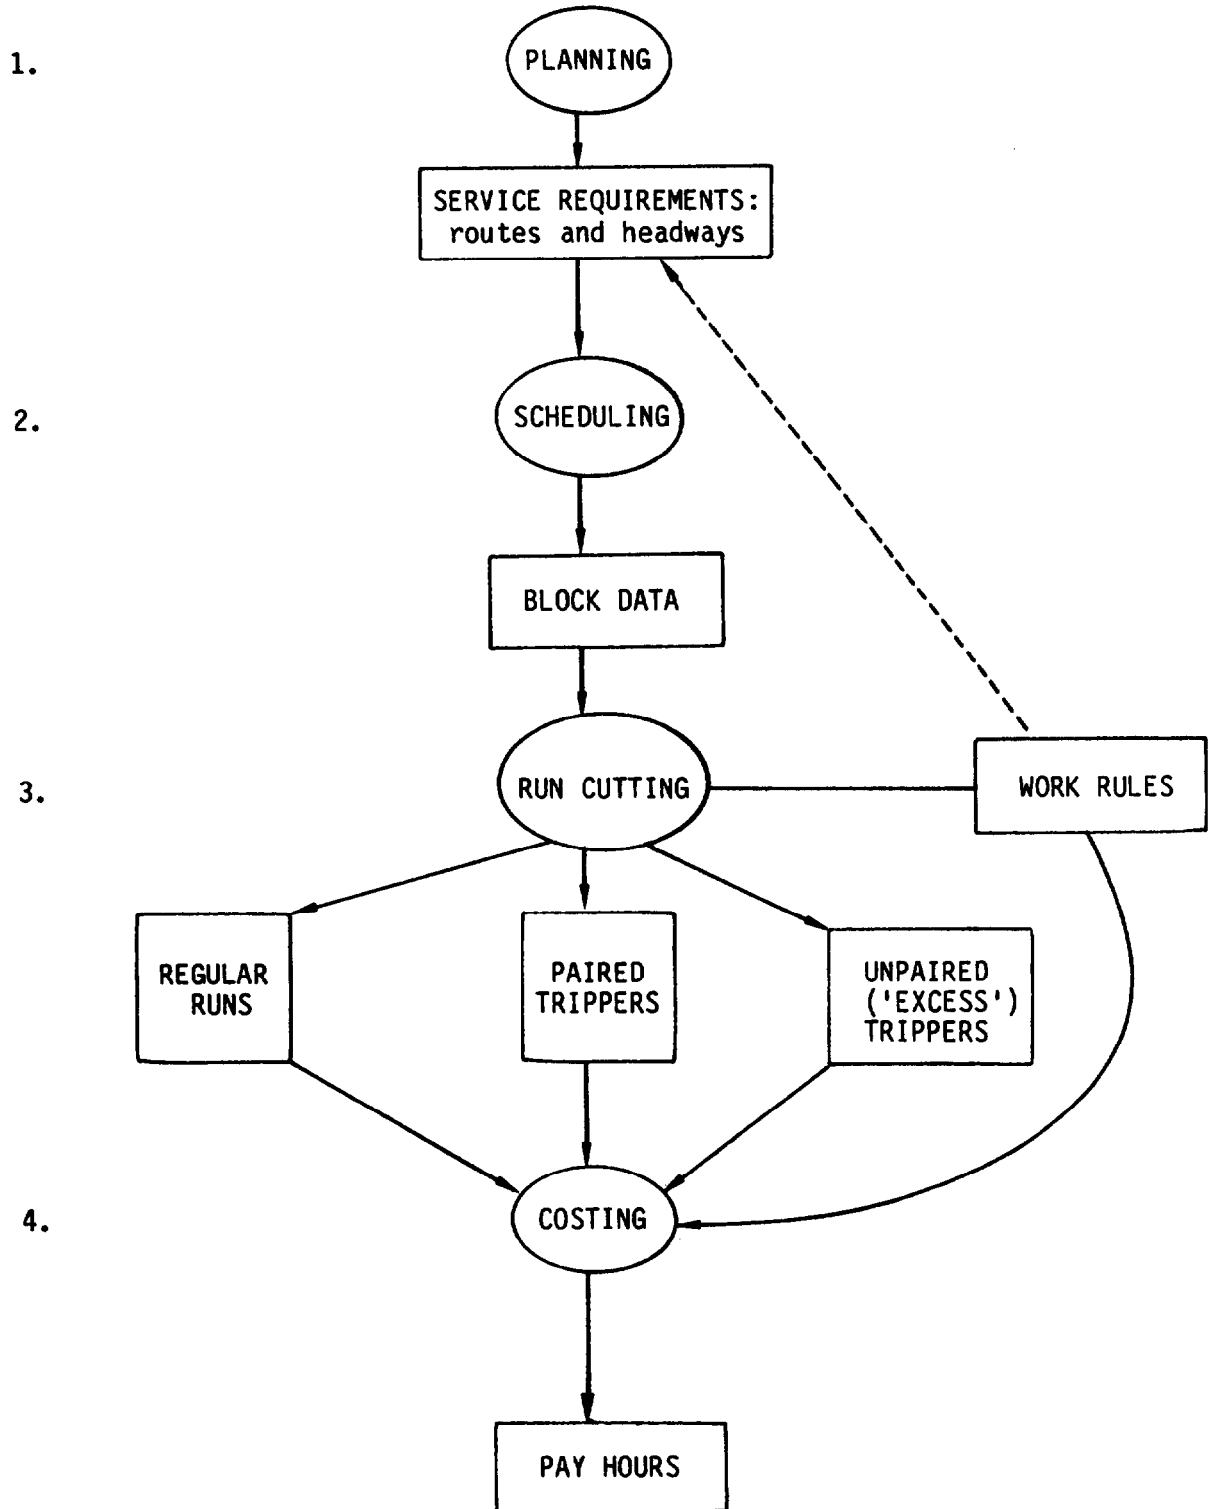 1.
PLANNING
SERVICE REQUIREMENTS:
routes and headways
2.
SCHEDULING
BLOCK DATA
3.
RUN CUTTING
WORK RULES
REGULAR
RUNS
PAIRED
TRIPPERS
UNPAIRED
('EXCESS')
TRIPPERS
4.
COSTING
PAY HOURS